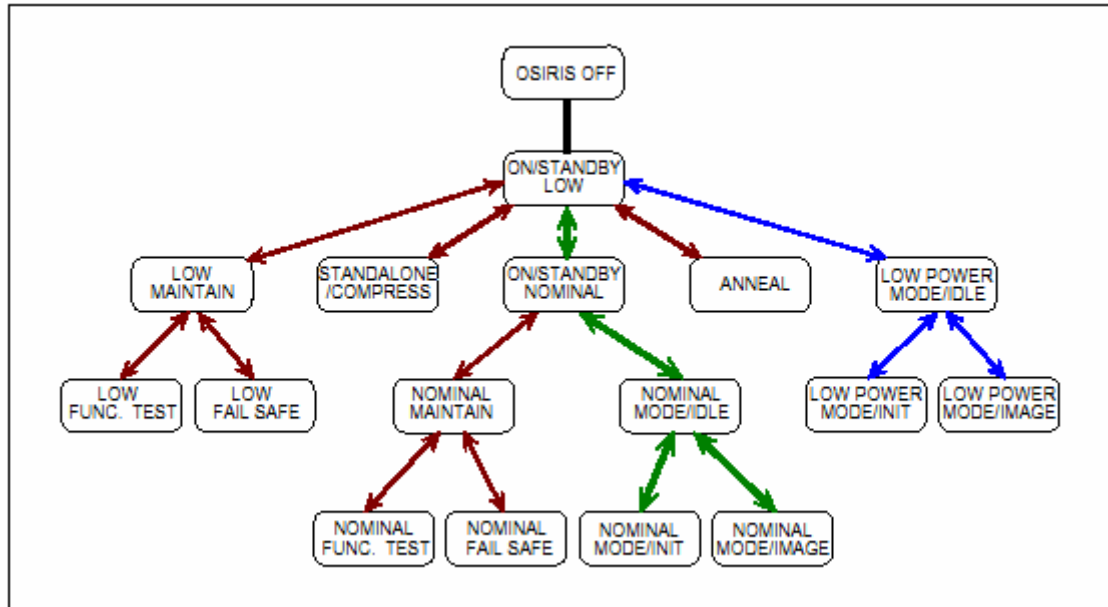 OSIRIS OFF
ON/STANDBY
LOW
LOW
MAINTAIN
STANDALONE
/COMPRESS
ON/STANDBY
NOMINAL
ANNEAL
LOW POWER
MODE/IDLE
LOW
FUNC. TEST
LOW
FAIL SAFE
NOMINAL
MAINTAIN
NOMINAL
MODE/IDLE
LOW POWER
MODE/INIT
LOW POWER
MODE/IMAGE
NOMINAL
FUNC. TEST
NOMINAL
FAIL SAFE
NOMINAL
MODE/INIT
NOMINAL
MODE/IMAGE